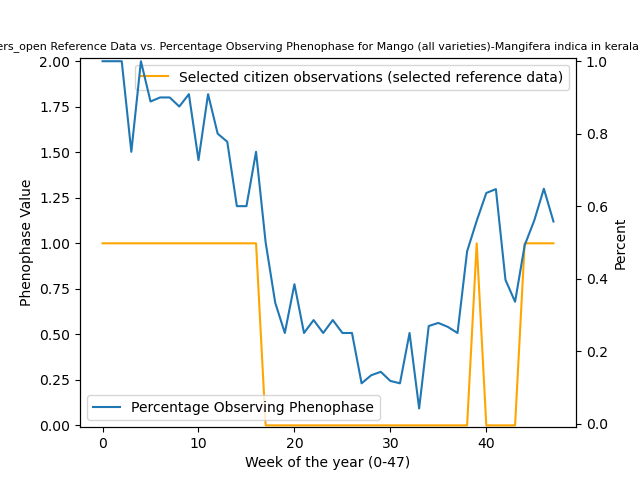 ers_open Reference Data vs. Percentage Observing Phenophase for Mango (all varieties)-Mangifera indica in kerala
2.00
1.75
1.50
1.25
1.00
0.75
0.50
0.25
0.00
Phenophase Value
Selected citizen observations (selected reference data)
Percentage Observing Phenophase
1.0
0.8
0.6
0.4
0.2
0.0
Percent
0 10 20 30 40
Week of the year (0-47)